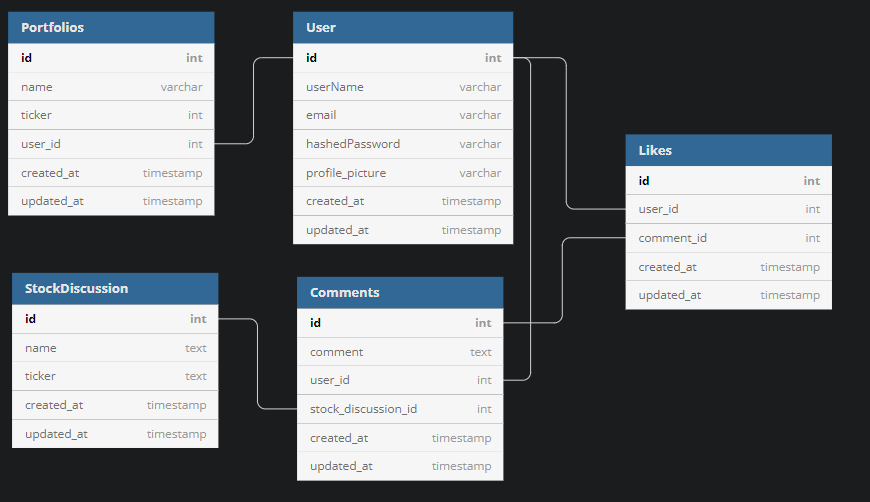 Portfolios
id int
name varchar
ticker int
user_id int
created_at timestamp
updated_at timestamp
User
id int
userName varchar
email varchar
hashedPassword varchar
profile_picture varchar
created_at timestamp
updated_at timestamp
Likes
id int
user_id int
comment_id int
created_at timestamp
updated_at timestamp
StockDiscussion
id int
name text
ticker text
created_at timestamp
updated_at timestamp
Comments
id int
comment text
user_id int
stock_discussion_id int
created_at timestamp
updated_at timestamp